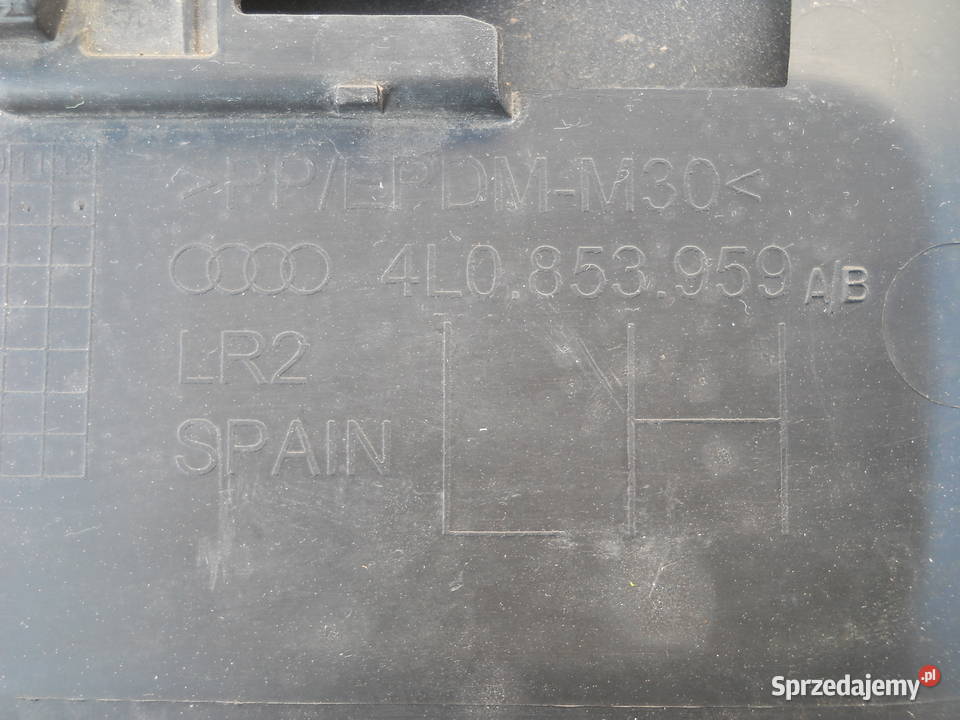 >PP/EPDM-M30<
4L0.853.959 A/B
LR2
LH
SPAIN
Sprzedajemy.pl